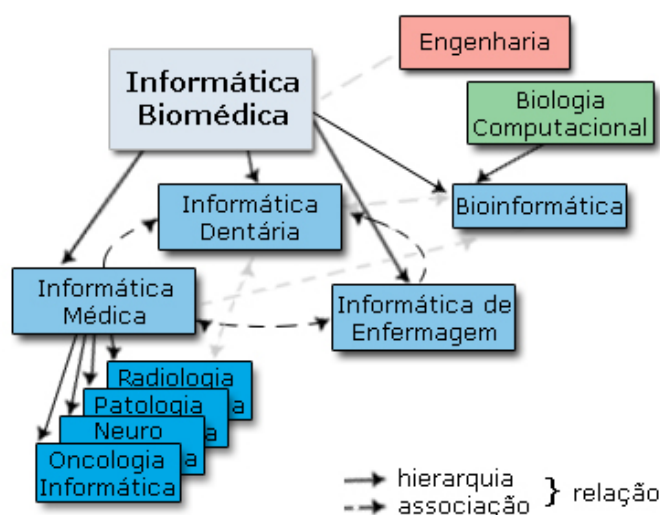 Engenharia
Informática
Biomédica
Biologia
Computacional
Informática
Dentária
Bioinformática
Informática
Médica
Informática de
Enfermagem
Radiologia
Patologia
Neuro
Oncologia
Informática
hierarquia
associação
} relação